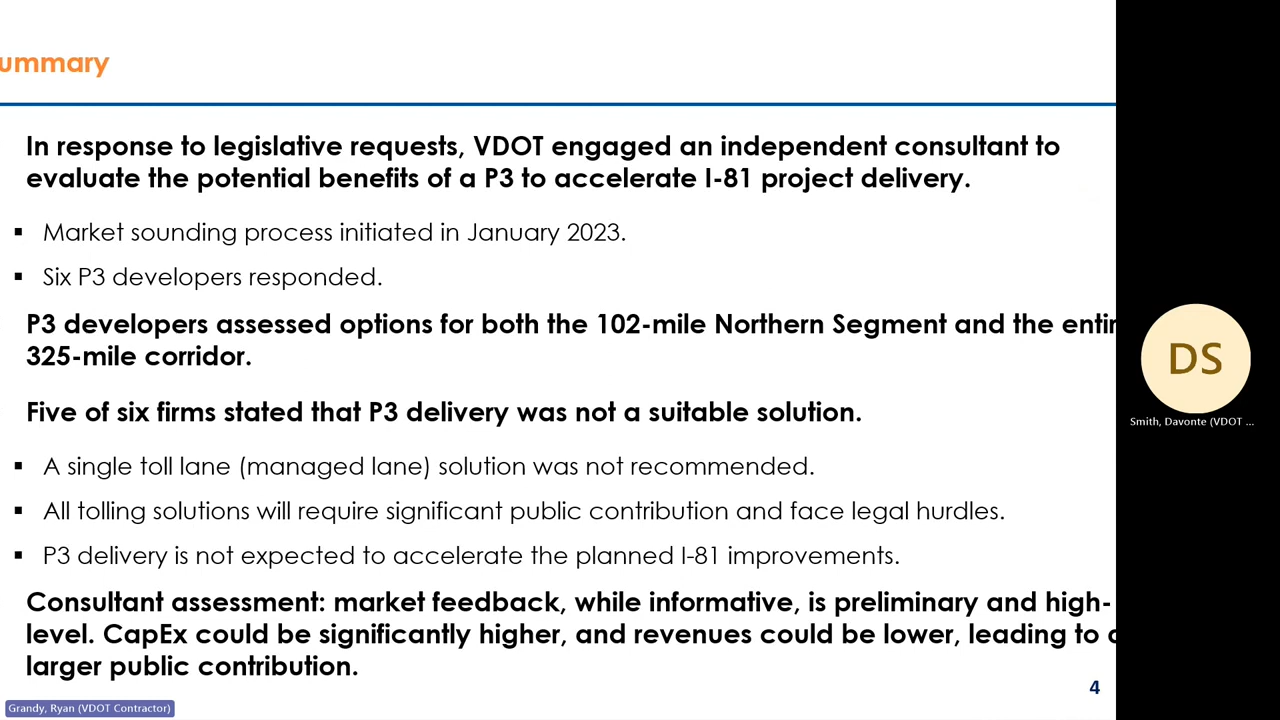 ummary
In response to legislative requests, VDOT engaged an independent consultant to
evaluate the potential benefits of a P3 to accelerate I-81 project delivery.
▪ Market sounding process initiated in January 2023.
▪ Six P3 developers responded.
P3 developers assessed options for both the 102-mile Northern Segment and the entir
325-mile corridor.
Five of six firms stated that P3 delivery was not a suitable solution.
▪ A single toll lane (managed lane) solution was not recommended.
▪ All tolling solutions will require significant public contribution and face legal hurdles.
▪ P3 delivery is not expected to accelerate the planned I-81 improvements.
Consultant assessment: market feedback, while informative, is preliminary and high-
level. CapEx could be significantly higher, and revenues could be lower, leading to
larger public contribution.
4
Grandy, Ryan (VDOT Contractor)
DS
Smith, Davonte (VDOT ...